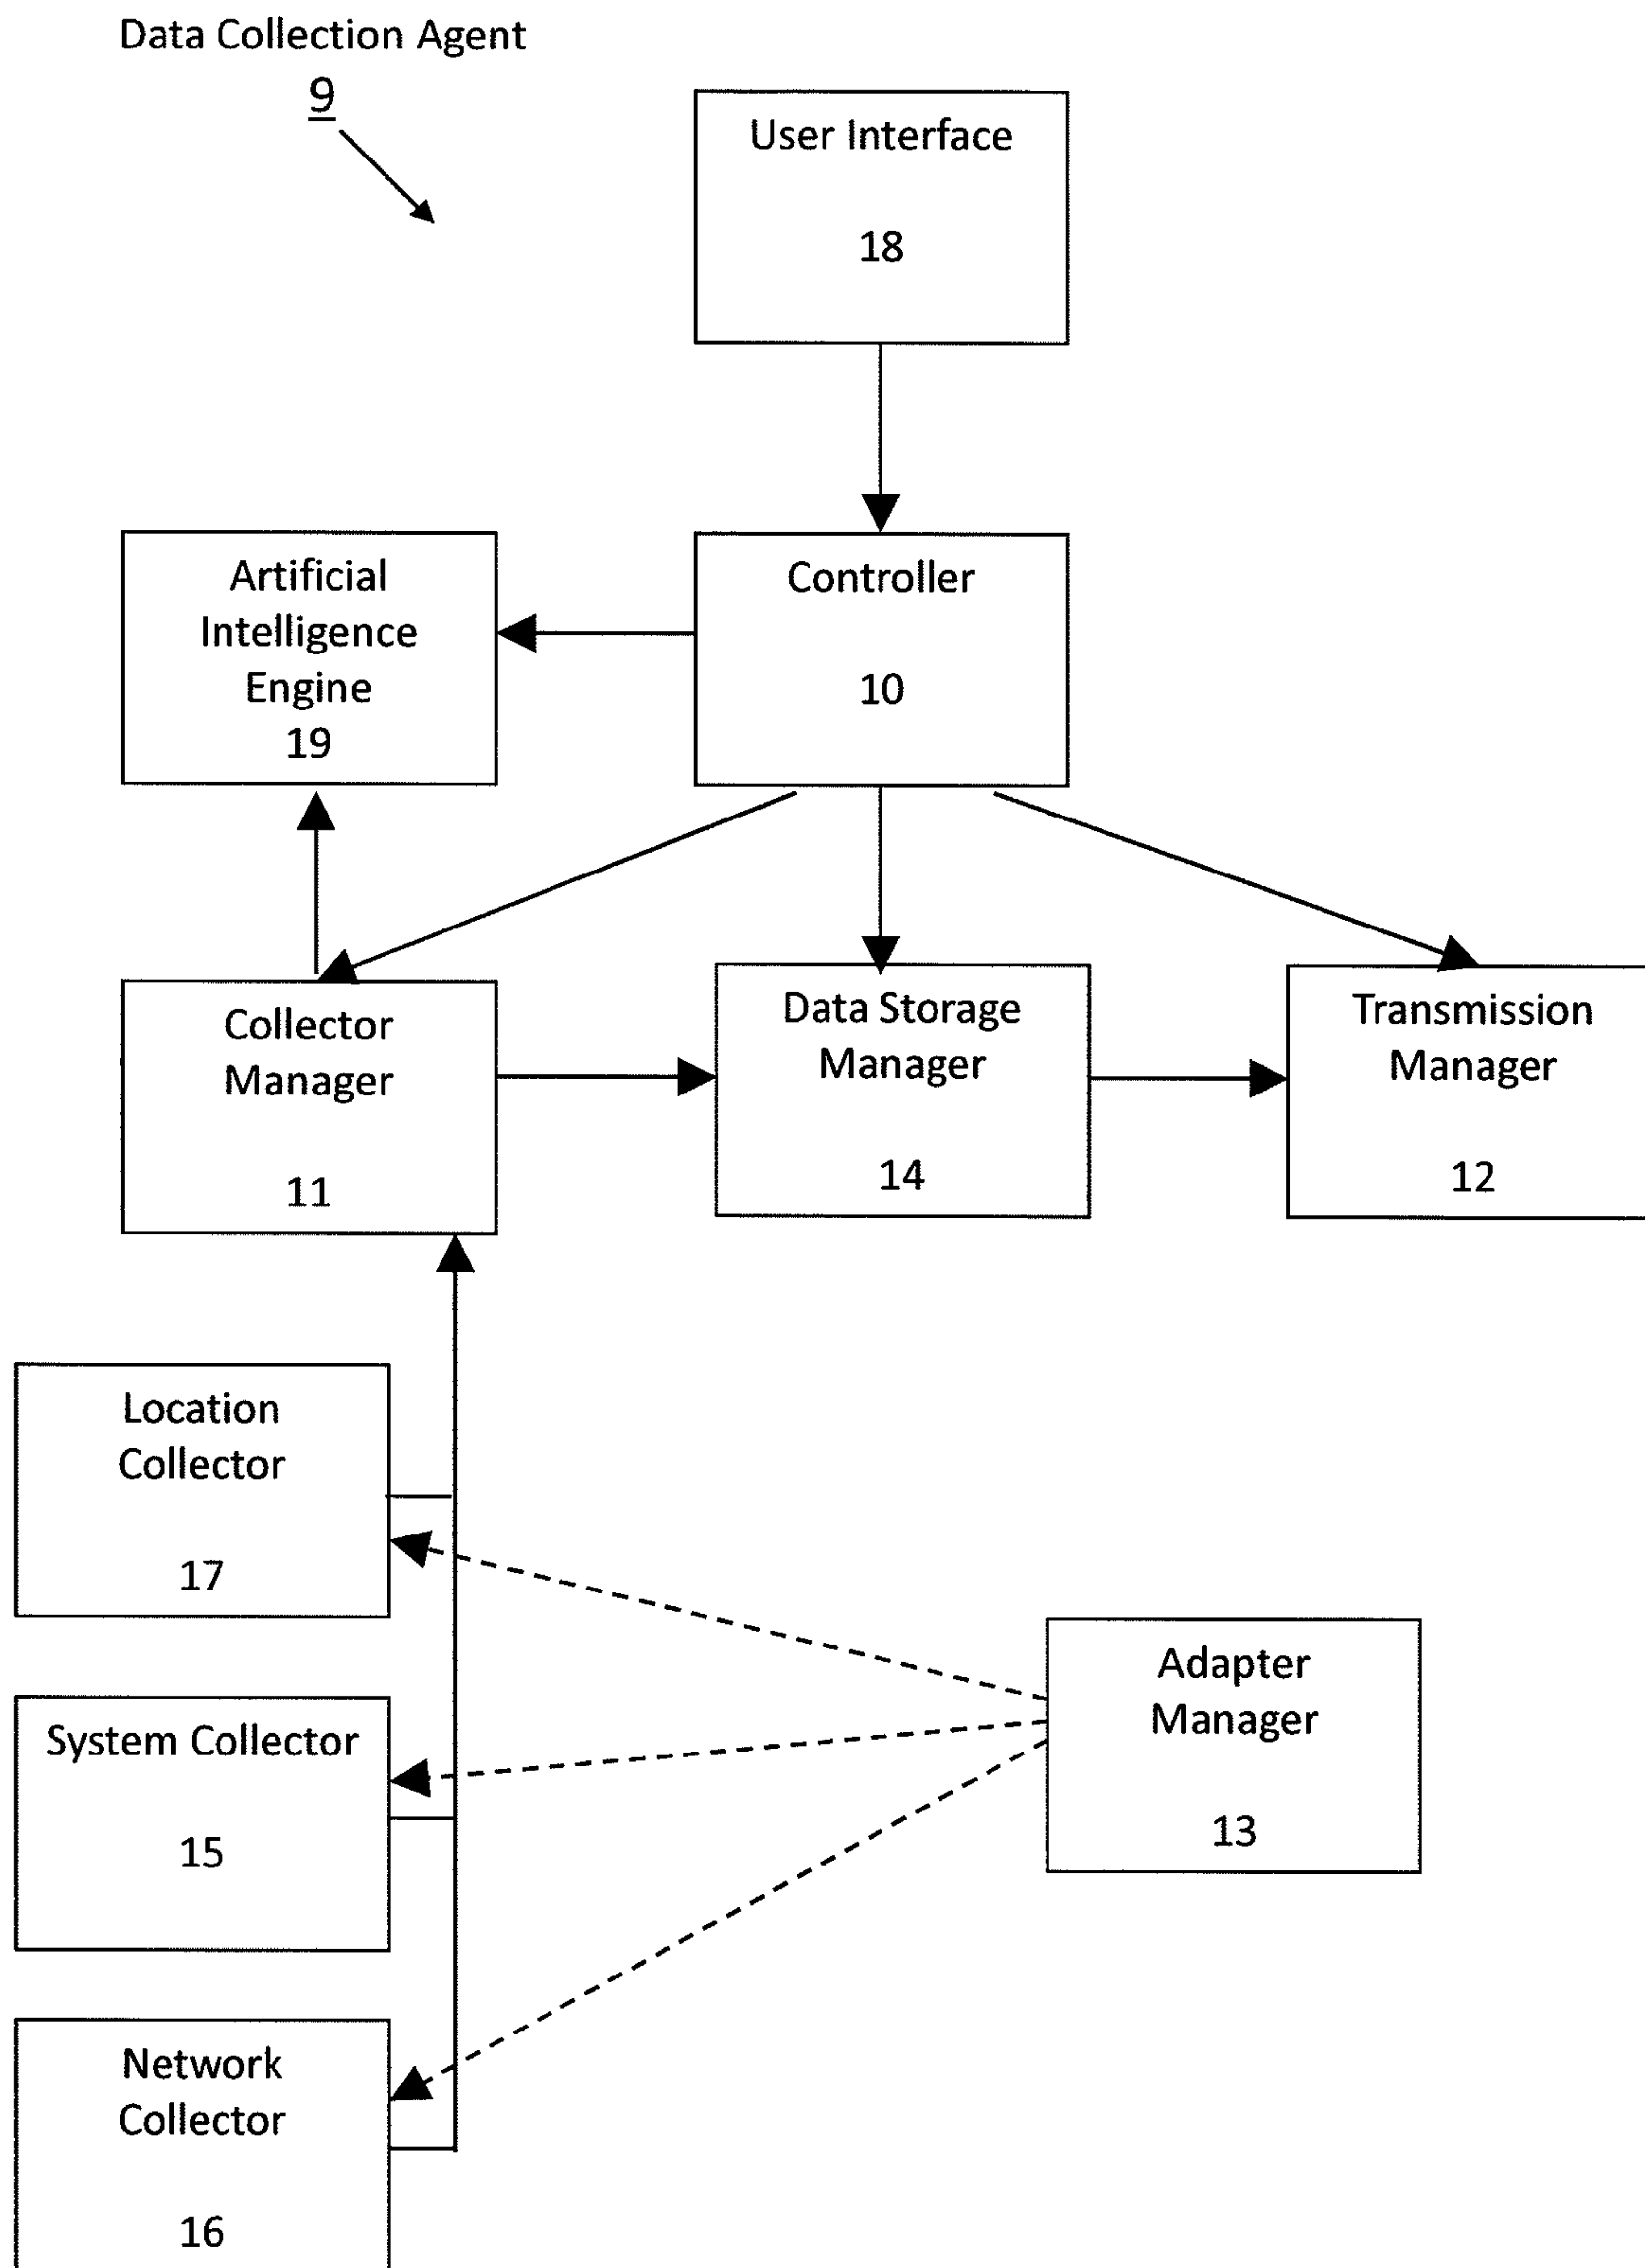 Data Collection Agent
9
User Interface
18
Artificial
Intelligence
Engine
19
Controller
10
Collector
Manager
11
Data Storage
Manager
14
Transmission
Manager
12
Location
Collector
17
System Collector
15
Adapter
Manager
13
Network
Collector
16